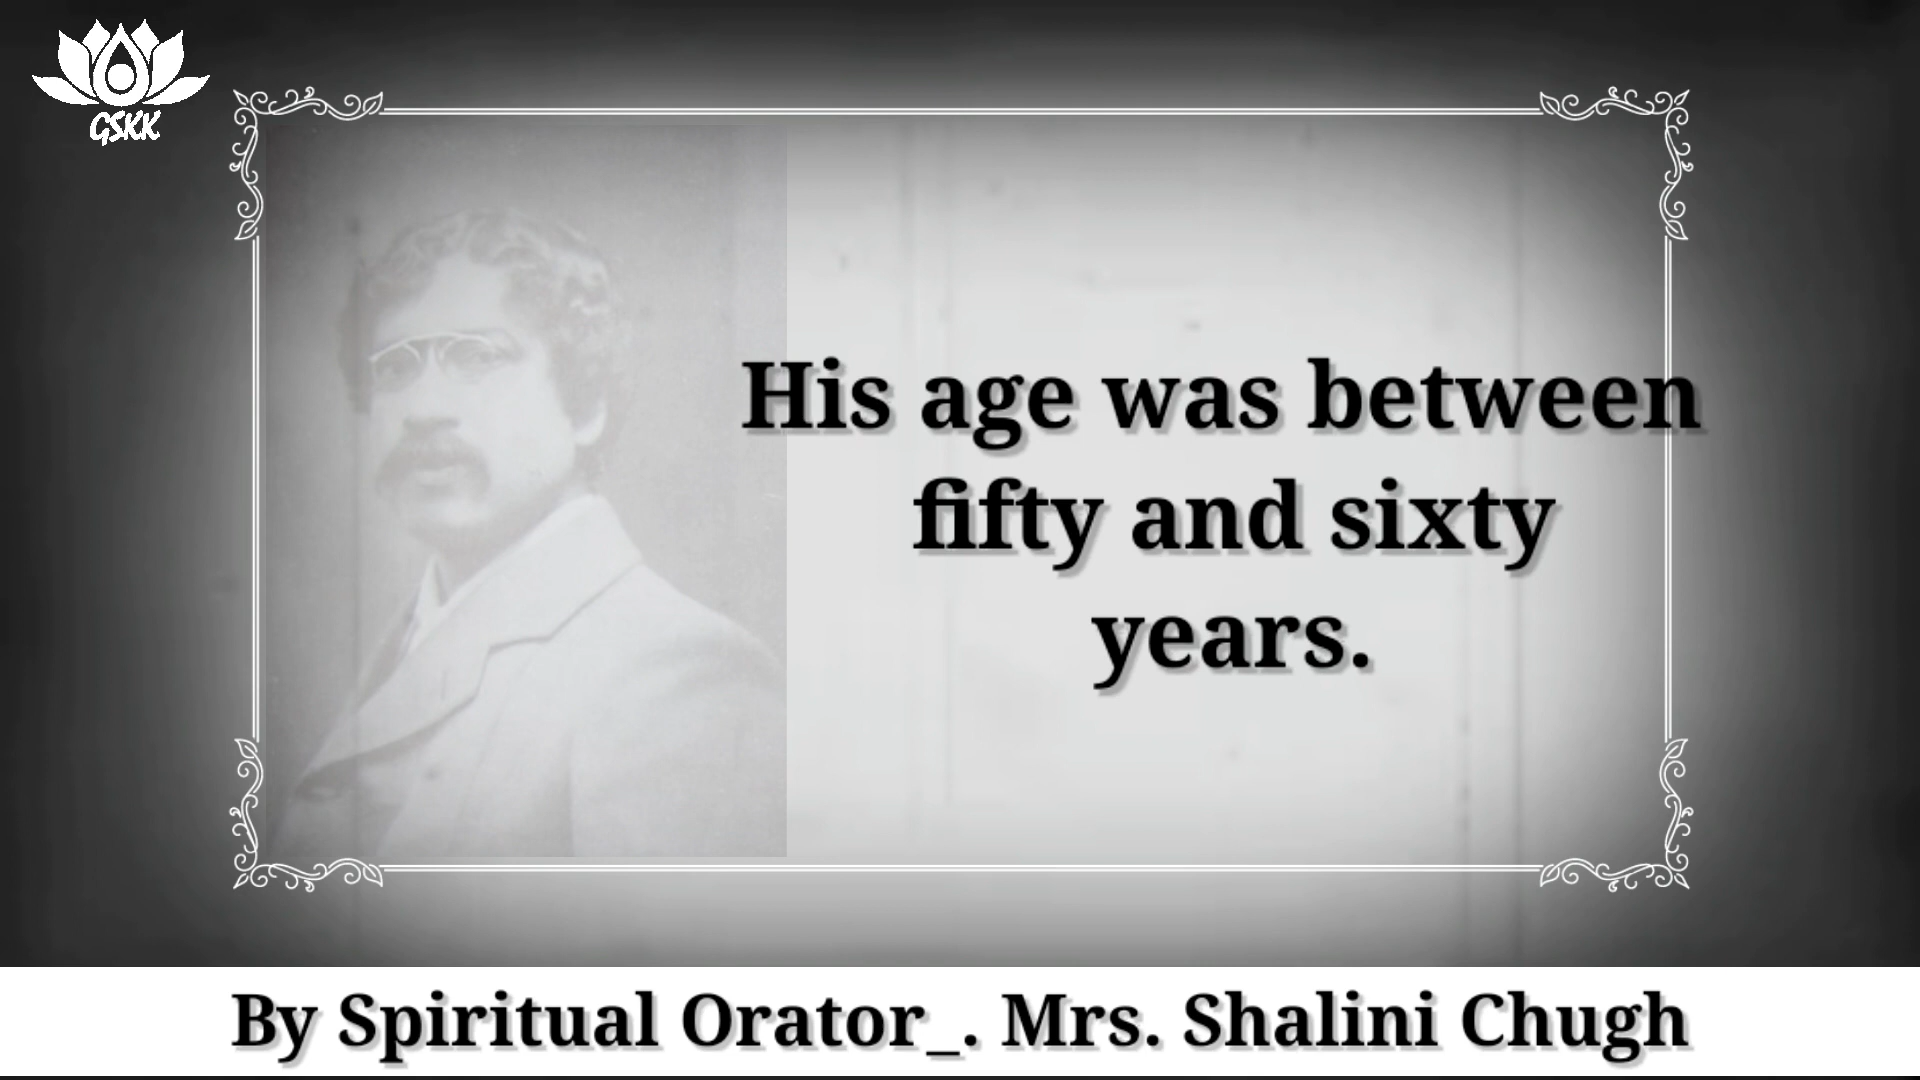 GSKK
His age was between
fifty and sixty
years.
By Spiritual Orator_. Mrs. Shalini Chugh